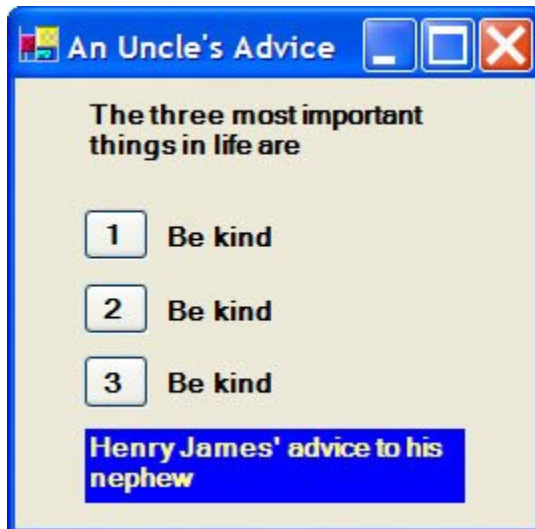 An Uncle's Advice
The three most important
things in life are
1 Be kind
2 Be kind
3 Be kind
Henry James' advice to his
nephew